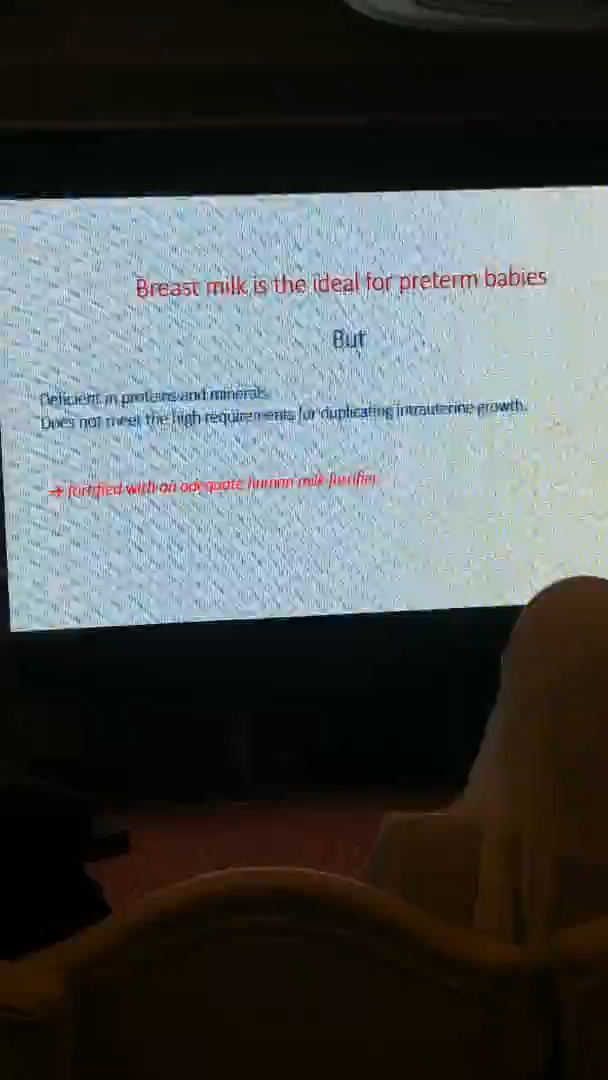 Breast milk is the ideal for preterm babies
But
Deficient in proteins and minerals.
Does not meet the high requirements for duplicating intrauterine growth.
→ fortified with an adequate human milk fortifier.